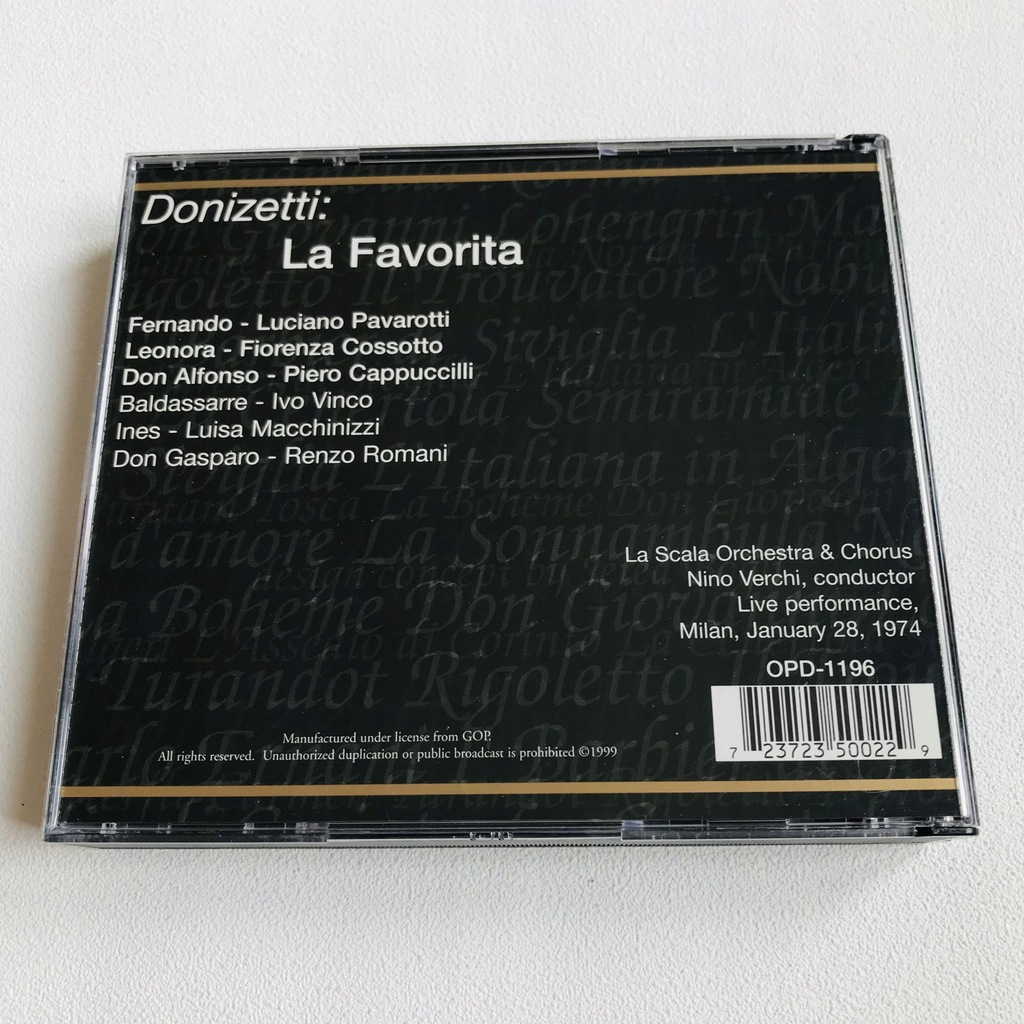 Donizetti:
La Favorita
Fernando - Luciano Pavarotti
Leonora - Fiorenza Cossotto
Don Alfonso - Piero Cappuccilli
Baldassarre - Ivo Vinco
Ines - Luisa Macchinizzi
Don Gasparo - Renzo Romani
La Scala Orchestra & Chorus
Nino Verchi, conductor
Live performance,
Milan, January 28, 1974
OPD-1196
7 23723 50022 9
Manufactured under license from GOP.
All rights reserved. Unauthorized duplication or public broadcast is prohibited ©1999